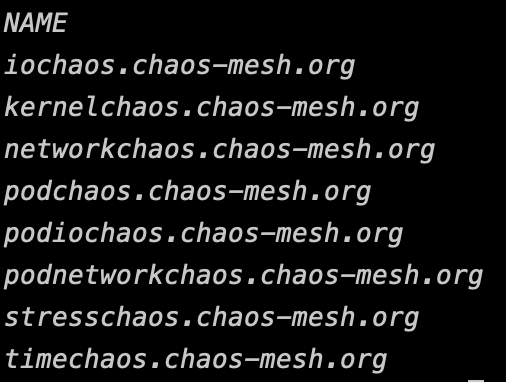 NAME
iochaos.chaos-mesh.org
kernelchaos.chaos-mesh.org
networkchaos.chaos-mesh.org
podchaos.chaos-mesh.org
podiochaos.chaos-mesh.org
podnetworkchaos.chaos-mesh.org
stresschaos.chaos-mesh.org
timechaos.chaos-mesh.org